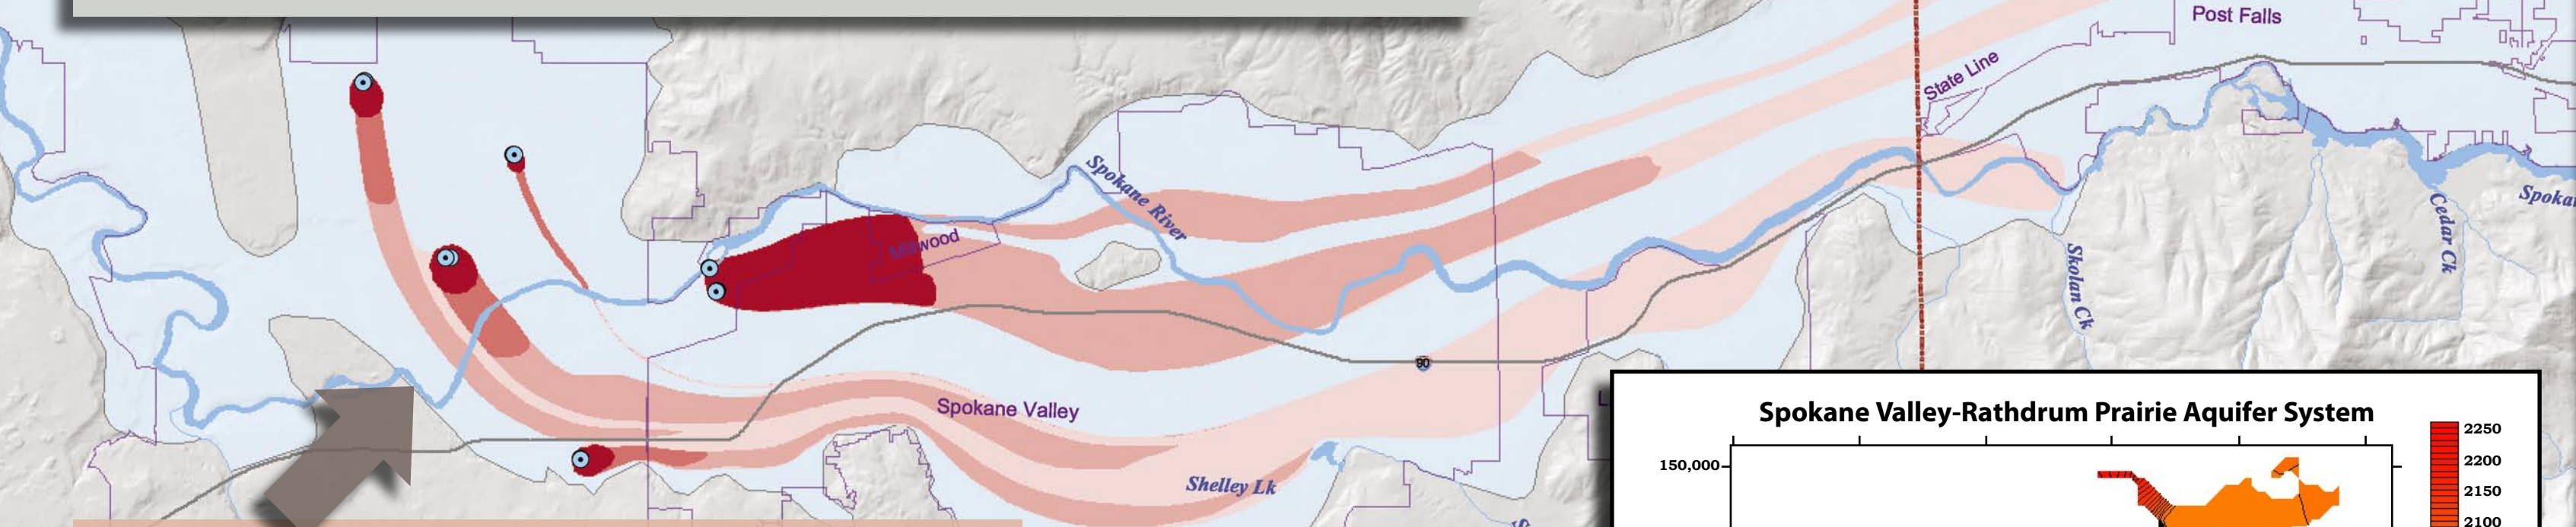 Post Falls
State Line
Spokane River
Millwood
Cedar Ck
Skolan Ck
90
Spokane Valley
Shelley Lk
Spokane Valley-Rathdrum Prairie Aquifer System
2250
150,000
2200
2150
2100